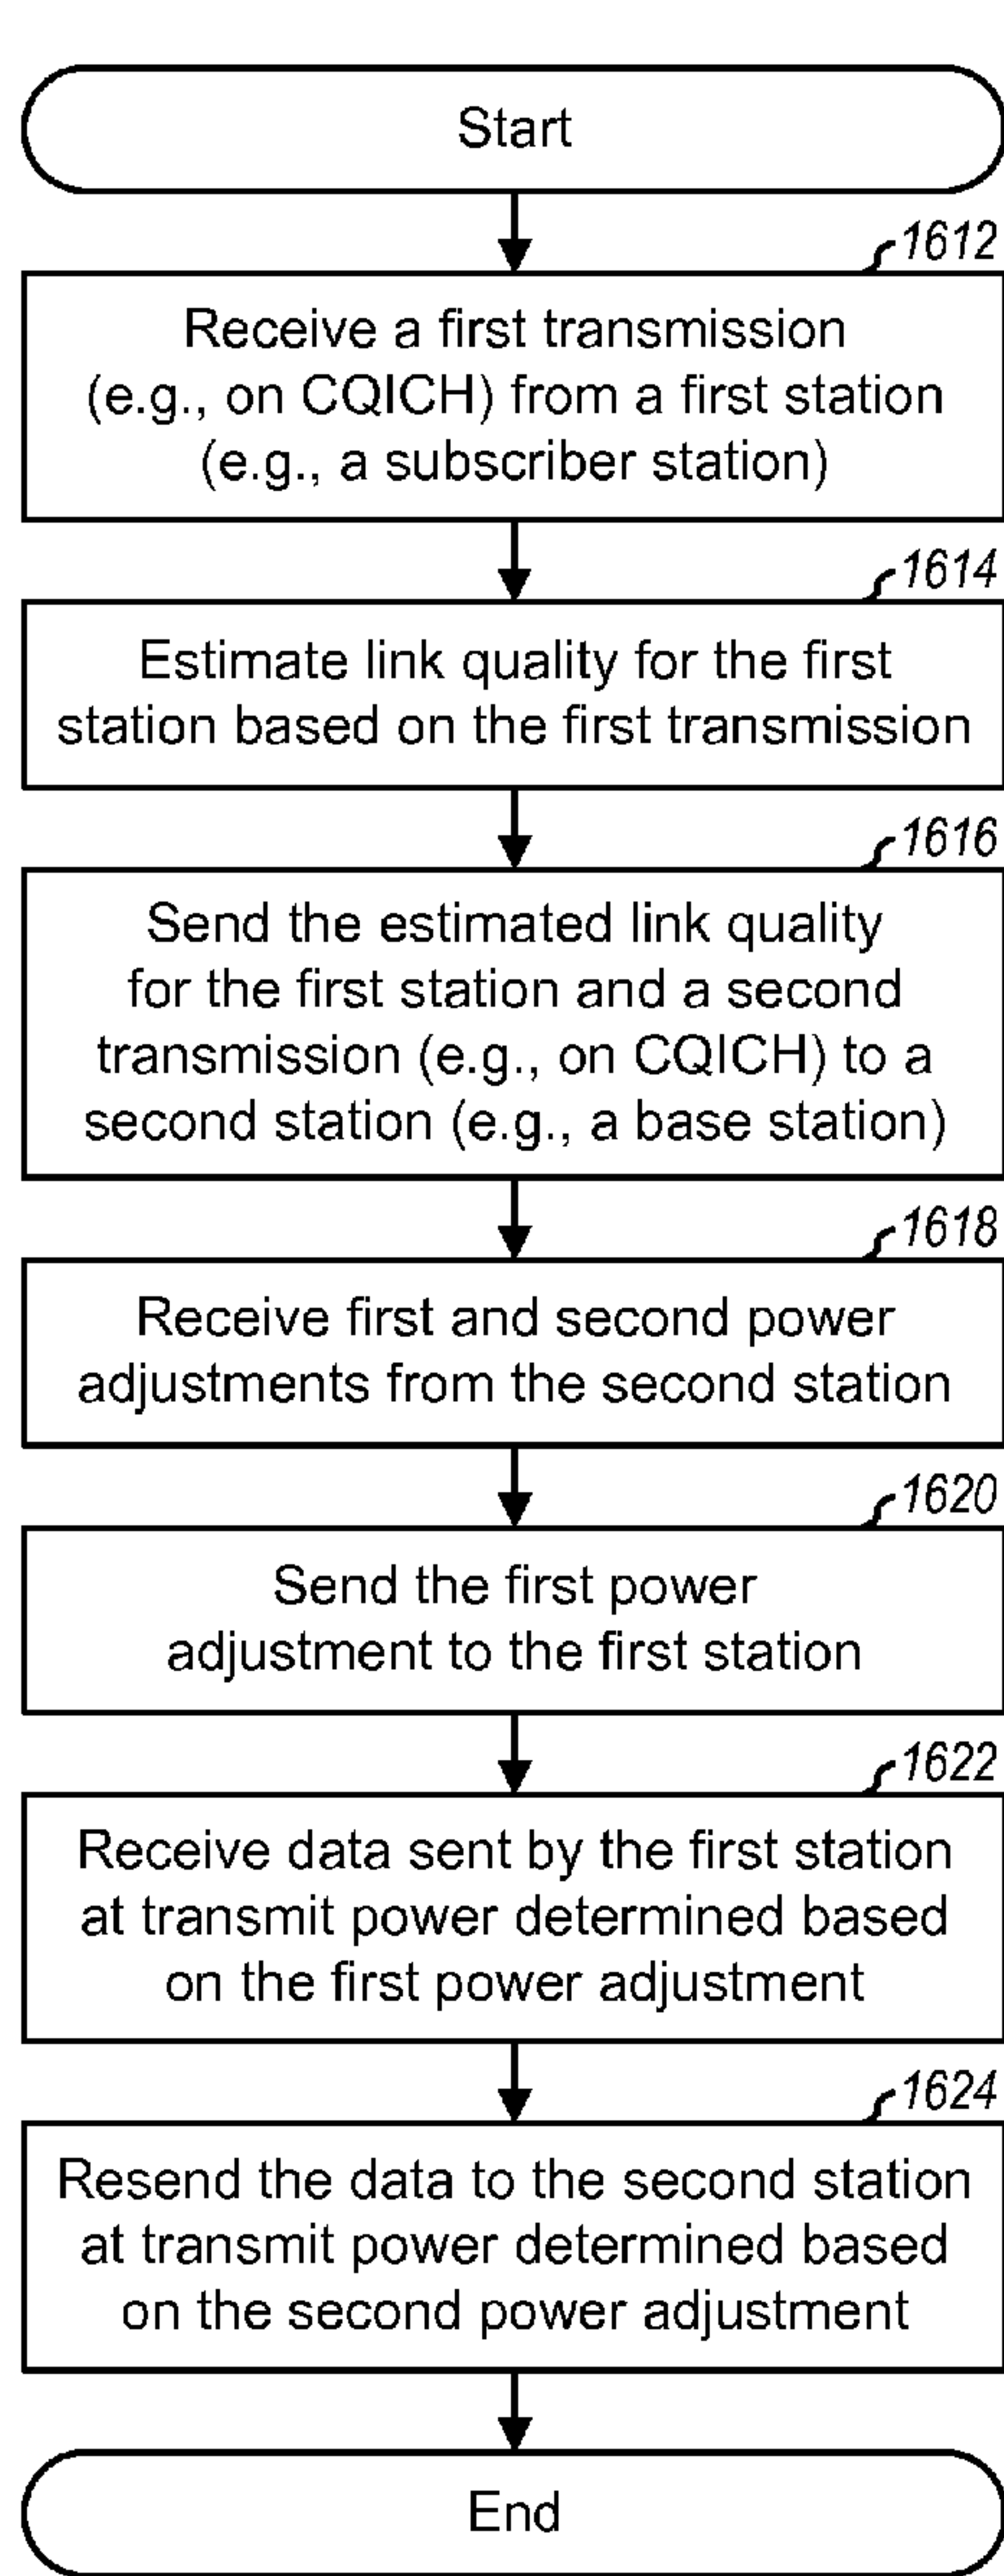 Start
1612
Receive a first transmission
(e.g., on CQICH) from a first station
(e.g., a subscriber station)
1614
Estimate link quality for the first
station based on the first transmission
1616
Send the estimated link quality
for the first station and a second
transmission (e.g., on CQICH) to a
second station (e.g., a base station)
1618
Receive first and second power
adjustments from the second station
1620
Send the first power
adjustment to the first station
1622
Receive data sent by the first station
at transmit power determined based
on the first power adjustment
1624
Resend the data to the second station
at transmit power determined based
on the second power adjustment
End